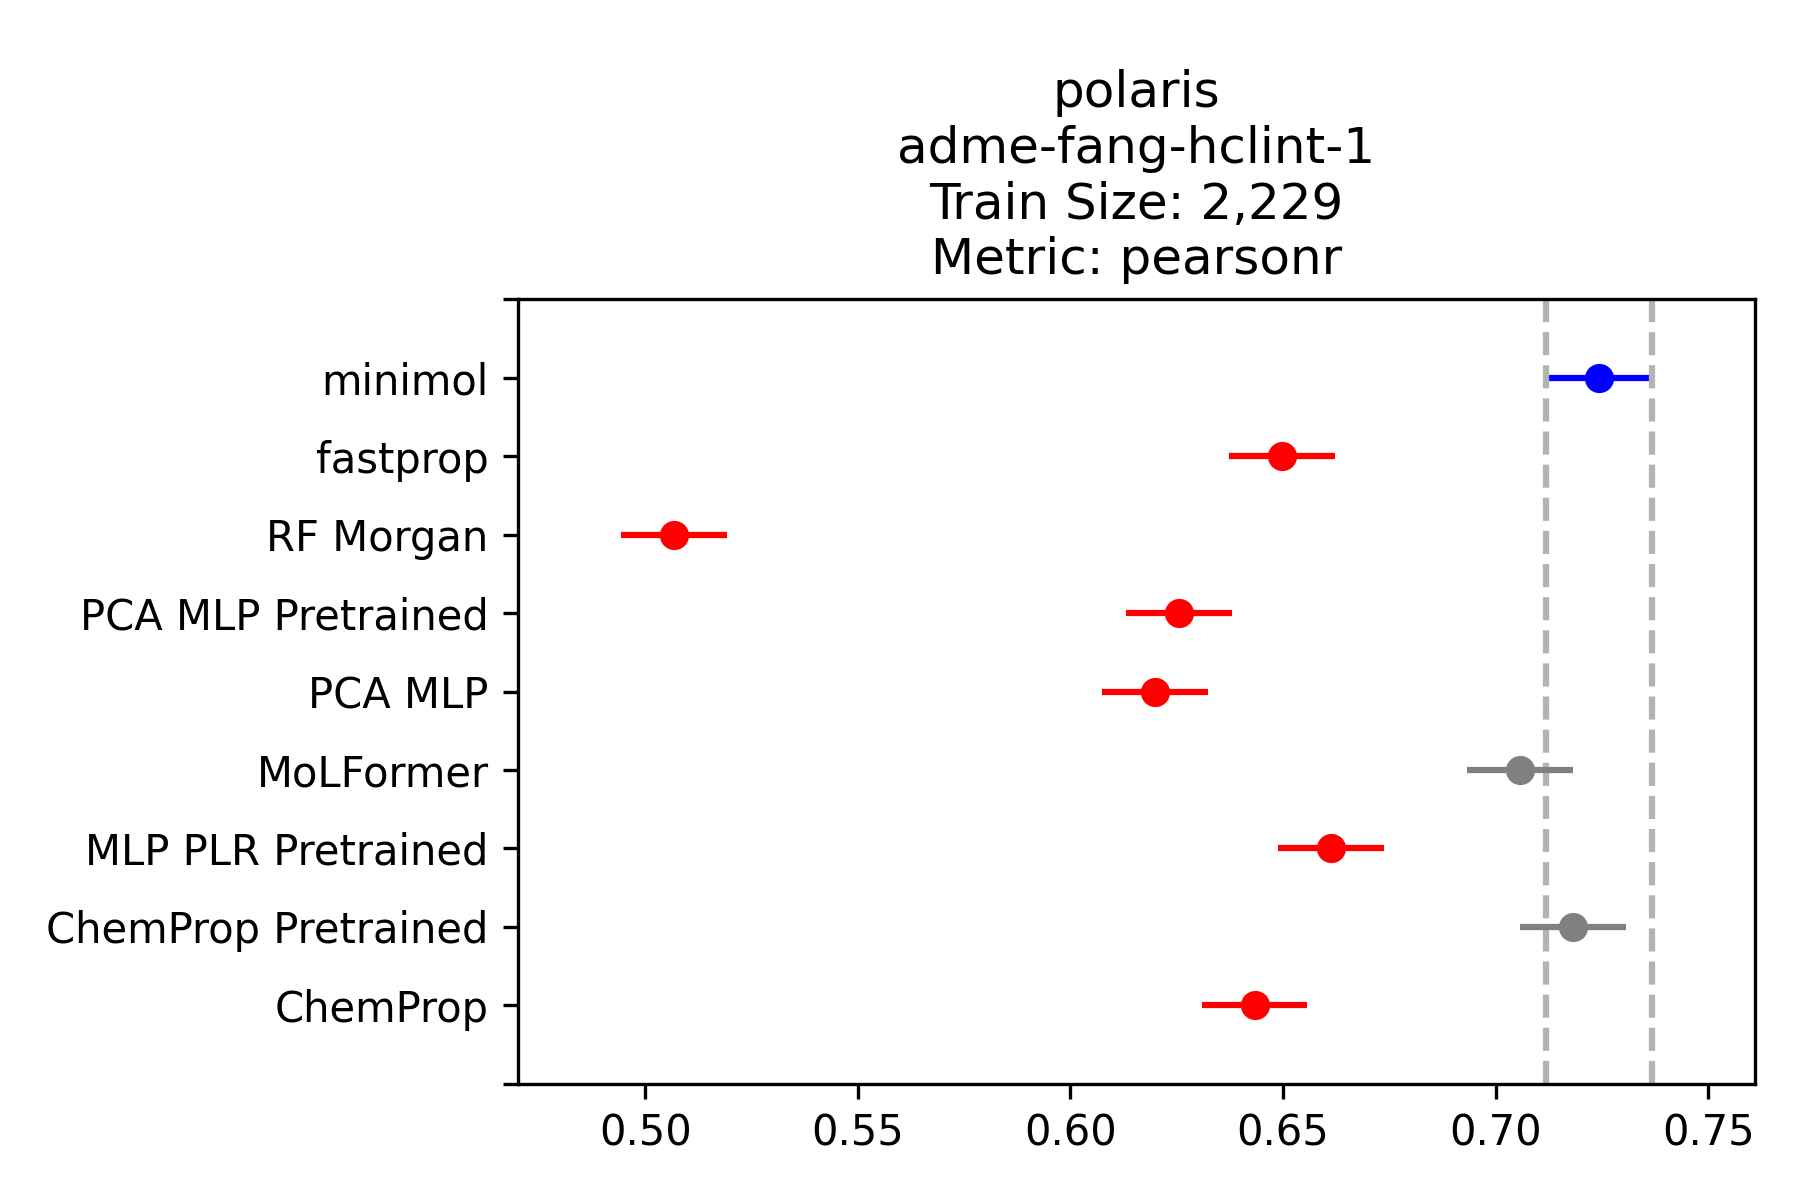 polaris
adme-fang-hclint-1
Train Size: 2,229
Metric: pearsonr
minimol
fastprop
RF Morgan
PCA MLP Pretrained
PCA MLP
MoLFormer
MLP PLR Pretrained
ChemProp Pretrained
ChemProp
0.50 0.55 0.60 0.65 0.70 0.75